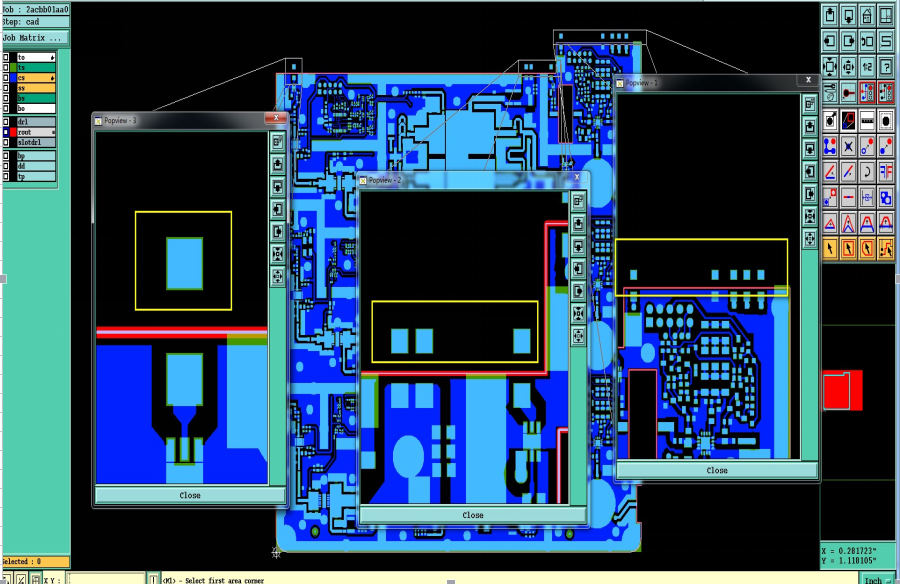 Job : 2acbb01aa0
Step: cad
Job Matrix ...
to
ts
cs
ss
bs
bo
drl
rout
slotdrl
bp
dd
tp
Selected : 0
Popview - 3
Close
Popview - 2
Close
Popview - 1
Close
X Y :
<M1> - Select first area corner
X = 0.281723"
Y = 1.118105"
Inch